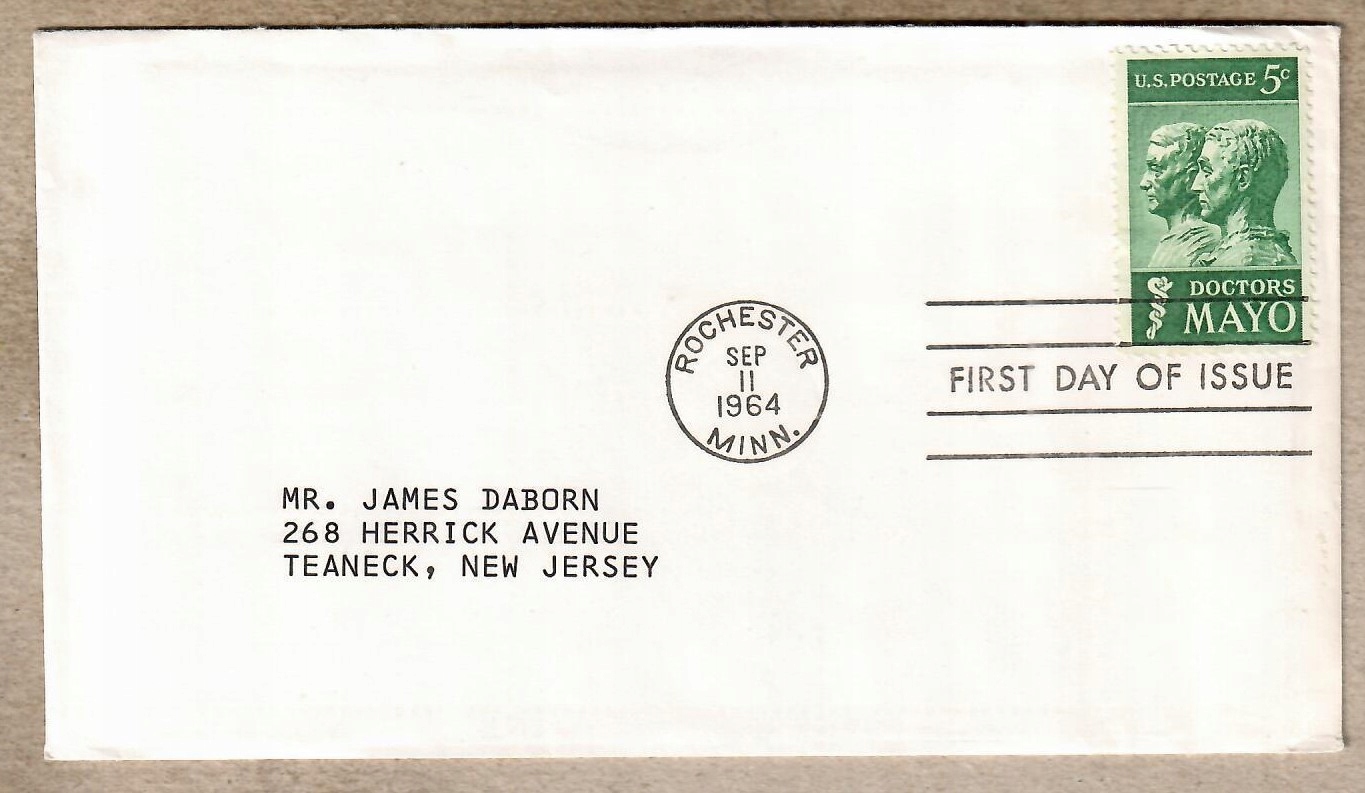 U.S. POSTAGE 5c
DOCTORS
MAYO
ROCHESTER
SEP
11
1964
MINN.
FIRST DAY OF ISSUE
MR. JAMES DABORN
268 HERRICK AVENUE
TEANECK, NEW JERSEY